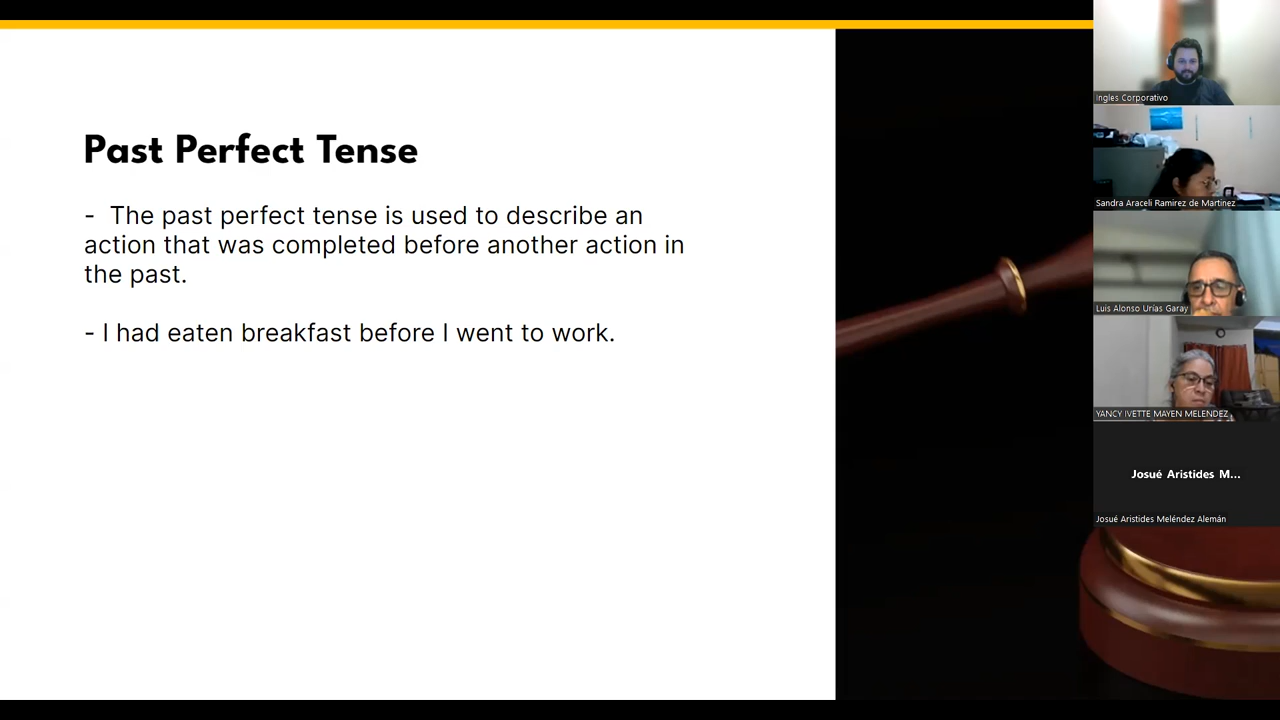 Past Perfect Tense
- The past perfect tense is used to describe an
action that was completed before another action in
the past.
- I had eaten breakfast before I went to work.
Ingles Corporativo
Sandra Araceli Ramirez de Martinez
Luis Alonso Urías Garay
YANCY IVETTE MAYEN MELENDEZ
Josué Aristides M...
Josué Aristides Meléndez Alemán